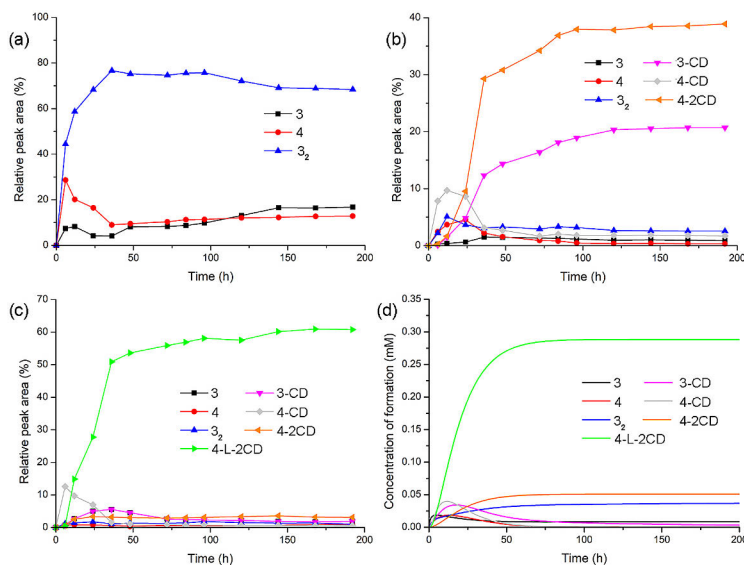 (a)
Relative peak area (%)
100
80
60
40
20
0
3
4
3₂
0 50 100 150 200
Time (h)
(b)
Relative peak area (%)
40
30
20
10
0
3 3-CD
4 4-CD
3₂ 4-2CD
0 50 100 150 200
Time (h)
(c)
Relative peak area (%)
70
60
50
40
30
20
10
0
3 3-CD
4 4-CD
3₂ 4-2CD
4-L-2CD
0 50 100 150 200
Time (h)
(d)
Concentration of formation (mM)
0.35
0.30
0.25
0.20
0.15
0.10
0.05
0.00
3 3-CD
4 4-CD
3₂ 4-2CD
4-L-2CD
0 50 100 150 200
Time (h)